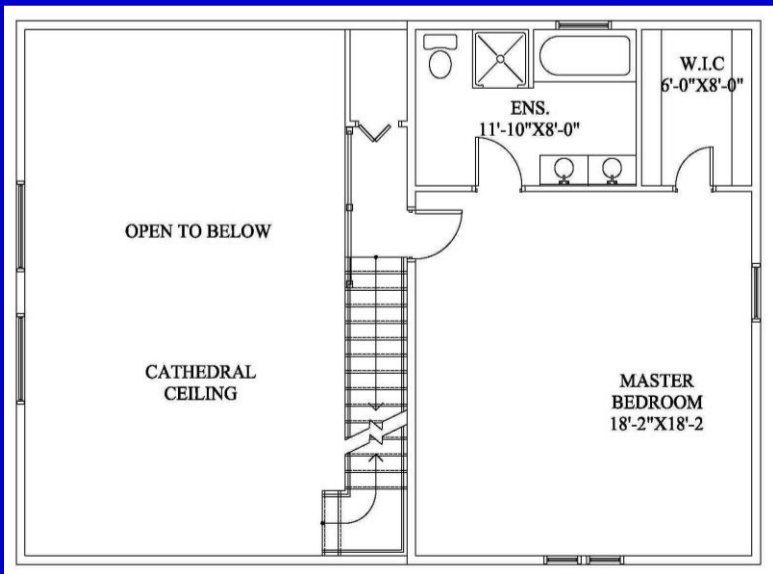 W.I.C
6'-0"X8'-0"
ENS.
11'-10"X8'-0"
OPEN TO BELOW
CATHEDRAL
CEILING
MASTER
BEDROOM
18'-2"X18'-2